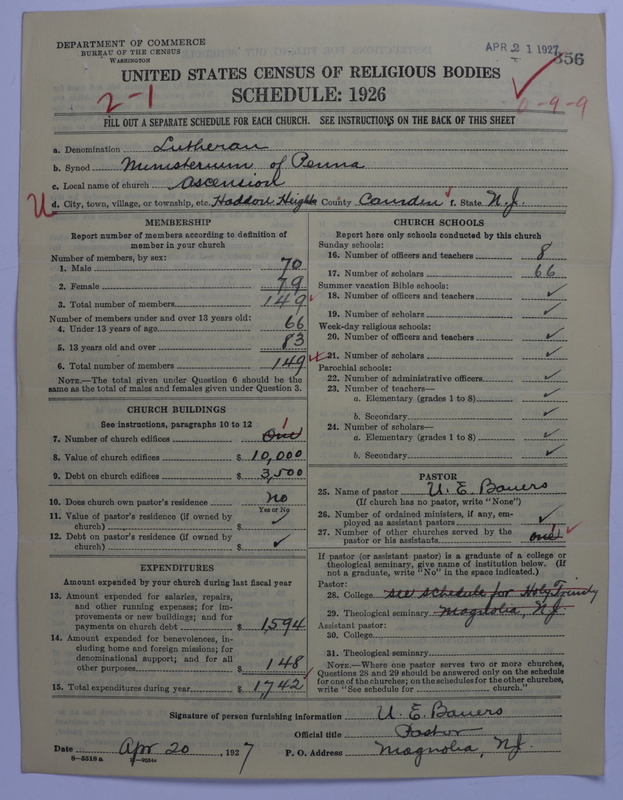 DEPARTMENT OF COMMERCE
BUREAU OF THE CENSUS
WASHINGTON
APR 21 1927
356
UNITED STATES CENSUS OF RELIGIOUS BODIES
2-1
SCHEDULE: 1926
0-9-9
FILL OUT A SEPARATE SCHEDULE FOR EACH CHURCH. SEE INSTRUCTIONS ON THE BACK OF THIS SHEET
a. Denomination Lutheran
b. Synod Ministerium of Penna
c. Local name of church Ascension
U d. City, town, village, or township, etc. Haddon Heights e. County Camden f. State N.J.
MEMBERSHIP
Report number of members according to definition of
member in your church
Number of members, by sex:
1. Male 70
2. Female 79
3. Total number of members 149
Number of members under and over 13 years old:
4. Under 13 years of age 66
5. 13 years old and over 83
6. Total number of members 149
NOTE.—The total given under Question 6 should be the
same as the total of males and females given under Question 3.
CHURCH BUILDINGS
See instructions, paragraphs 10 to 12
1
7. Number of church edifices One
8. Value of church edifices $ 10,000
9. Debt on church edifices $ 3,500
10. Does church own pastor's residence No
Yes or No
11. Value of pastor's residence (if owned by
church) $ ✓
12. Debt on pastor's residence (if owned by
church) $ ✓
EXPENDITURES
Amount expended by your church during last fiscal year
13. Amount expended for salaries, repairs,
and other running expenses; for im-
provements or new buildings; and for
payments on church debt $ 1,594
14. Amount expended for benevolences, in-
cluding home and foreign missions; for
denominational support; and for all
other purposes $ 148
15. Total expenditures during year $ 1,742
CHURCH SCHOOLS
Report here only schools conducted by this church
Sunday schools:
16. Number of officers and teachers 8
17. Number of scholars 66
Summer vacation Bible schools:
18. Number of officers and teachers ✓
19. Number of scholars ✓
Week-day religious schools:
20. Number of officers and teachers ✓
21. Number of scholars ✓
Parochial schools:
22. Number of administrative officers ✓
23. Number of teachers—
a. Elementary (grades 1 to 8) ✓
b. Secondary ✓
24. Number of scholars—
a. Elementary (grades 1 to 8) ✓
b. Secondary ✓
PASTOR
25. Name of pastor U. E. Bauers
(If church has no pastor, write "None")
26. Number of ordained ministers, if any, em-
ployed as assistant pastors ✓
27. Number of other churches served by the
pastor or his assistants one
If pastor (or assistant pastor) is a graduate of a college or
theological seminary, give name of institution below. (If
not a graduate, write "No" in the space indicated.)
Pastor:
28. College see schedule for Holy Trinity
29. Theological seminary Magnolia, NJ
Assistant pastor:
30. College
31. Theological seminary
NOTE.—Where one pastor serves two or more churches,
Questions 28 and 29 should be answered only on the schedule
for one of the churches; on the schedules for the other churches,
write "See schedule for ........ church."
Signature of person furnishing information U. E. Bauers
Official title Pastor
Date Apr 20, 1927
P. O. Address Magnolia, NJ.
8-5518a